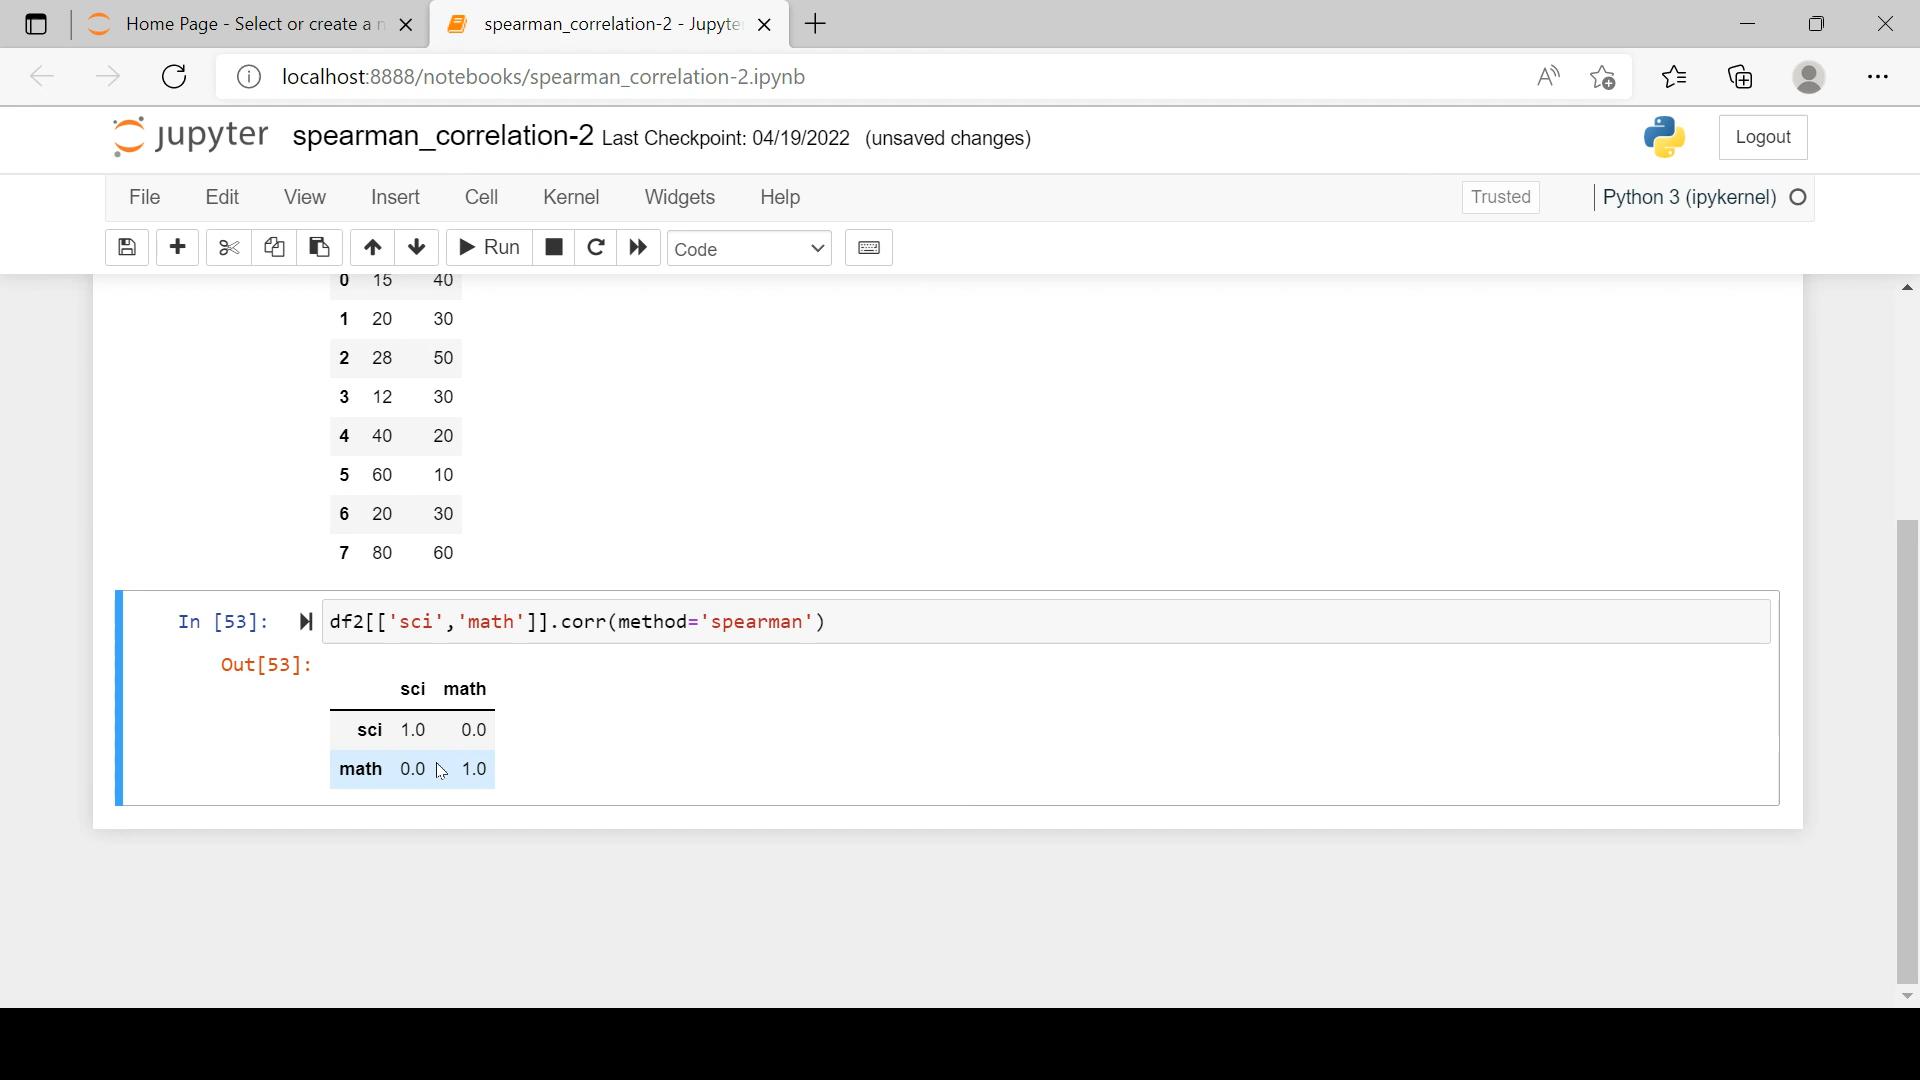 Home Page - Select or create a n
spearman_correlation-2 - Jupyte
localhost:8888/notebooks/spearman_correlation-2.ipynb
jupyter spearman_correlation-2 Last Checkpoint: 04/19/2022 (unsaved changes)
Logout
File Edit View Insert Cell Kernel Widgets Help
Trusted Python 3 (ipykernel)
Run Code
0 15 40
1 20 30
2 28 50
3 12 30
4 40 20
5 60 10
6 20 30
7 80 60
In [53]: df2[['sci','math']].corr(method='spearman')
Out[53]:
sci math
sci 1.0 0.0
math 0.0 1.0